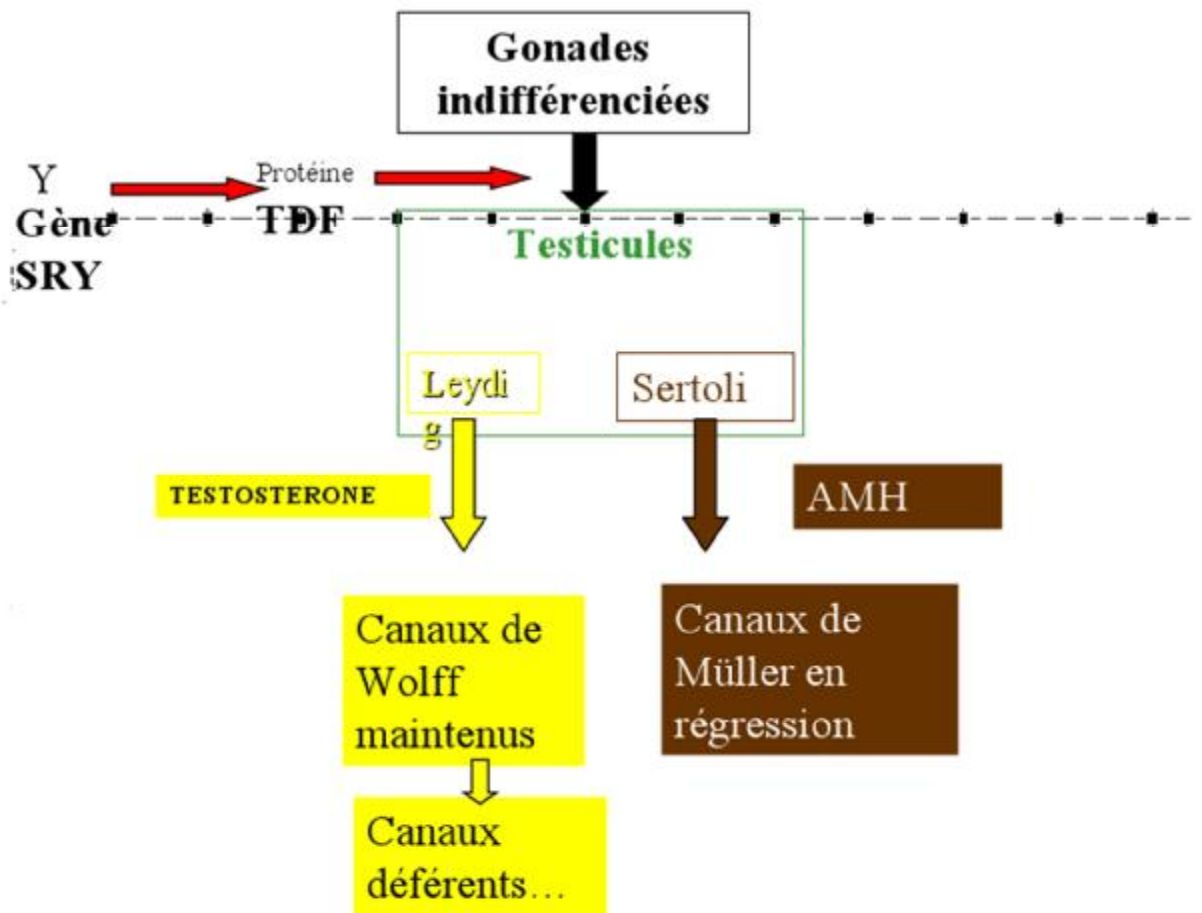 Gonades
indifférenciées
Y
Gène
SRY
Protéine
TDF
Testicules
Leydi
g
Sertoli
TESTOSTERONE
AMH
Canaux de
Wolff
maintenus
Canaux de
Müller en
régression
Canaux
déférents...